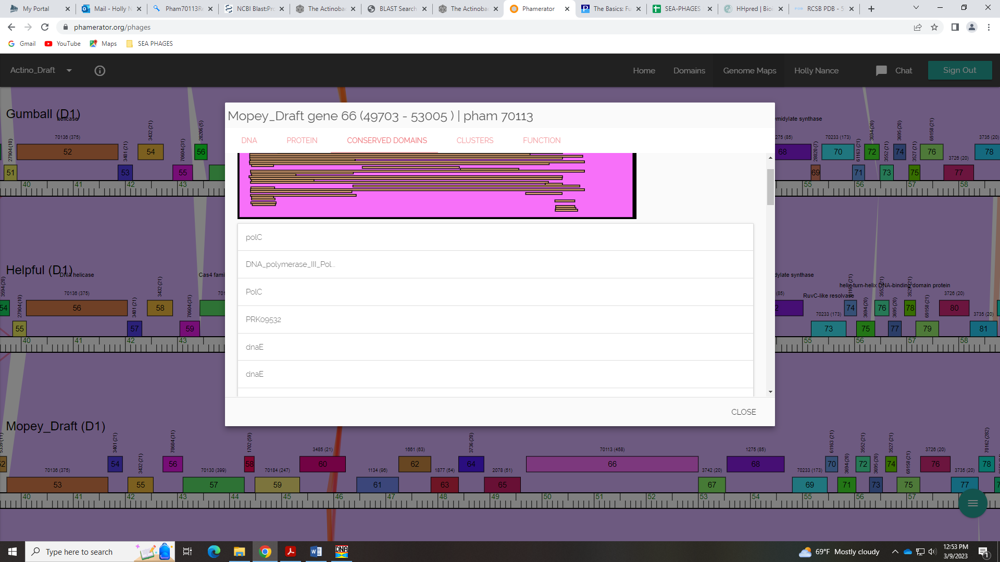 My Portal
Mail - Holly N
Pham70113Re
NCBI Blast:Pro
The Actinobac
BLAST Search
The Actinobac
Phamerator
The Basics: Fu
SEA-PHAGES
HHpred | Bioi
RCSB PDB - 5
phamerator.org/phages
Gmail
YouTube
Maps
SEA PHAGES
Actino_Draft
Home
Domains
Genome Maps
Holly Nance
Chat
Sign Out
Mopey_Draft gene 66 (49703 - 53005 ) | pham 70113
DNA
PROTEIN
CONSERVED DOMAINS
CLUSTERS
FUNCTION
polC
DNA_polymerase_III_Pol...
PolC
PRK09532
dnaE
dnaE
CLOSE
Gumball (D1)
helicase
27904 (10)
70136 (375)
3401 (21)
3432 (21)
70604 (31)
28206 (5)
51
52
53
54
55
56
40 41 42 43
ymidylate synthase
275 (85)
28020 (7)
70233 (173)
61163 (21)
3694 (20)
3552 (21)
3695 (20)
3527 (21)
69158 (21)
3726 (20)
3735 (20)
68
69
70
71
72
73
74
75
76
77
78
55 56 57 58
Helpful (D1)
DNA helicase
Cas4 fami
3594 (20)
27904 (10)
70136 (375)
3401 (21)
3432 (21)
70604 (31)
701
54
55
56
57
58
59
40 41 42 43
dylate synthase
helix-turn-helix DNA-binding domain protein
RuvC-like resolvase
(85)
70233 (173)
61163 (21)
3694 (20)
3552 (21)
3695 (20)
3527 (21)
69158 (21)
3726 (20)
3735 (20)
2
73
74
75
76
77
78
79
80
81
55 56 57 58
Mopey_Draft (D1)
5339 (11)
70136 (375)
3401 (21)
3432 (21)
70604 (31)
70130 (399)
1702 (59)
70184 (247)
3485 (21)
1134 (96)
1661 (63)
1877 (54)
3736 (20)
2078 (51)
70113 (458)
3742 (20)
1275 (85)
70233 (173)
61163 (21)
3694 (20)
3552 (21)
3695 (20)
3527 (21)
69158 (21)
3726 (20)
3735 (20)
70162 (282)
52
53
54
55
56
57
58
59
60
61
62
63
64
65
66
67
68
69
70
71
72
73
74
75
76
77
78
40 41 42 43 44 45 46 47 48 49 50 51 52 53 54 55 56 57
Type here to search
DNA
69°F Mostly cloudy
12:53 PM
3/9/2023
1